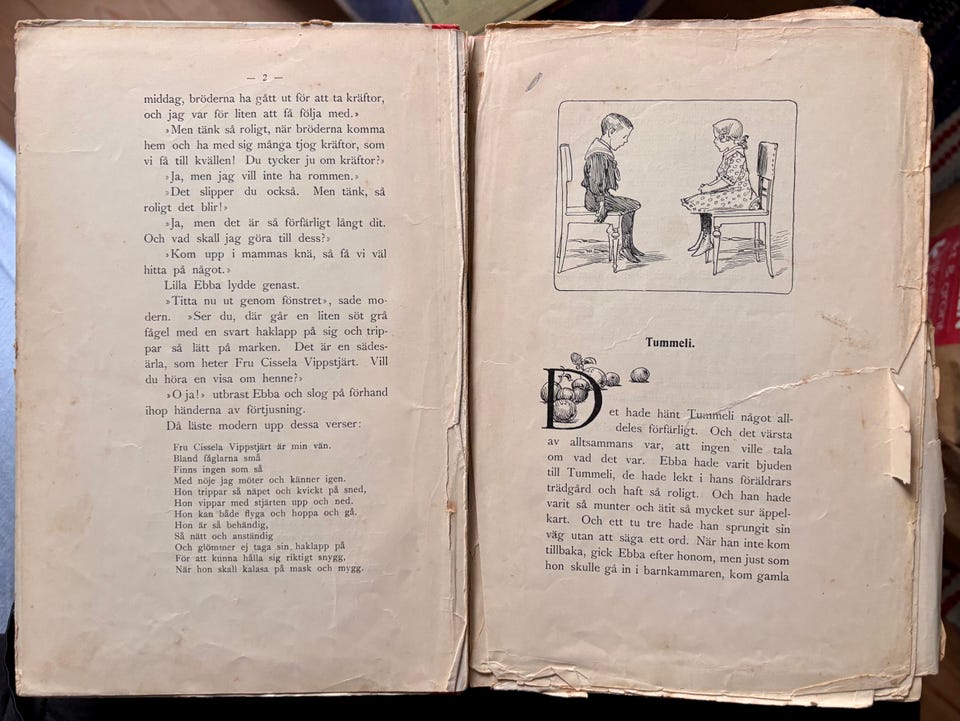 — 2 —
middag, bröderna ha gått ut för att ta kräftor,
och jag var för liten att få följa med.»
»Men tänk så roligt, när bröderna komma
hem och ha med sig många tjog kräftor, som
vi få till kvällen! Du tycker ju om kräftor?»
»Ja, men jag vill inte ha rommen.»
»Det slipper du också. Men tänk, så
roligt det blir!»
»Ja, men det är så förfärligt långt dit.
Och vad skall jag göra till dess?»
»Kom upp i mammas knä, så få vi väl
hitta på något.»
Lilla Ebba lydde genast.
»Titta nu ut genom fönstret», sade mo-
dern. »Ser du, där går en liten söt grå
fågel med en svart haklapp på sig och trip-
par så lätt på marken. Det är en sädes-
ärla, som heter Fru Cissela Vippstjärt. Vill
du höra en visa om henne?»
»O ja!» utbrast Ebba och slog på förhand
ihop händerna av förtjusning.
Då läste modern upp dessa verser:
Fru Cissela Vippstjärt är min vän.
Bland fåglarna små
Finns ingen som så
Med nöje jag möter och känner igen.
Hon trippar så näpet och kvickt på sned,
Hon vippar med stjärten upp och ned.
Hon kan både flyga och hoppa och gå.
Hon är så behändig,
Så nätt och anständig
Och glömmer ej taga sin haklapp på
För att kunna hålla sig riktigt snygg,
När hon skall kalasa på mask och mygg.
Tummeli.
Det hade hänt Tummeli något all-
deles förfärligt. Och det värsta
av alltsammans var, att ingen ville tala
om vad det var. Ebba hade varit bjuden
till Tummeli, de hade lekt i hans föräldrars
trädgård och haft så roligt. Och han hade
varit så munter och ätit så mycket sur äppel-
kart. Och ett tu tre hade han sprungit sin
väg utan att säga ett ord. När han inte kom
tillbaka, gick Ebba efter honom, men just som
hon skulle gå in i barnkammaren, kom gamla